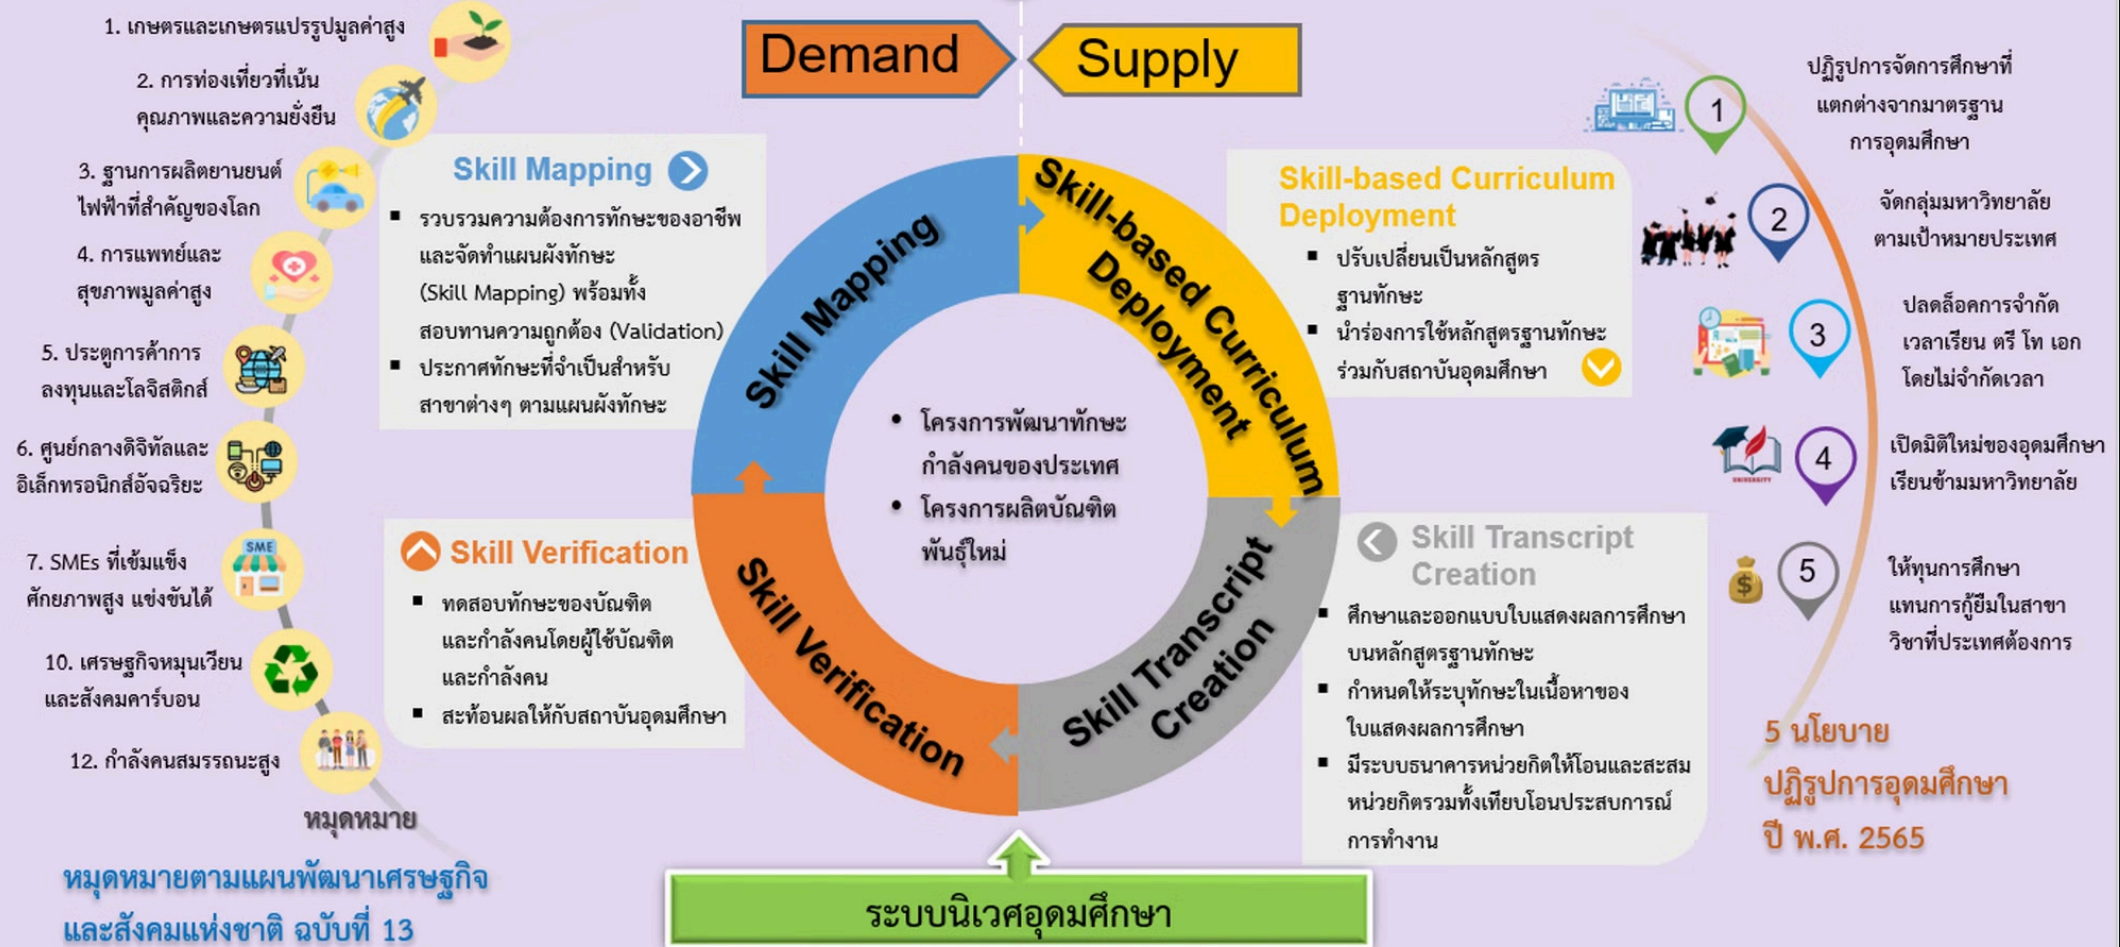 Demand
Supply
1. เกษตรและเกษตรแปรรูปมูลค่าสูง
2. การท่องเที่ยวที่เน้น
คุณภาพและความยั่งยืน
3. ฐานการผลิตยานยนต์
ไฟฟ้าที่สำคัญของโลก
4. การแพทย์และ
สุขภาพมูลค่าสูง
5. ประตูการค้าการ
ลงทุนและโลจิสติกส์
6. ศูนย์กลางดิจิทัลและ
อิเล็กทรอนิกส์อัจฉริยะ
SME
7. SMEs ที่เข้มแข็ง
ศักยภาพสูง แข่งขันได้
10. เศรษฐกิจหมุนเวียน
และสังคมคาร์บอน
12. กำลังคนสมรรถนะสูง
หมุดหมาย
หมุดหมายตามแผนพัฒนาเศรษฐกิจ
และสังคมแห่งชาติ ฉบับที่ 13
Skill Mapping
▪ รวบรวมความต้องการทักษะของอาชีพ
และจัดทำแผนผังทักษะ
(Skill Mapping) พร้อมทั้ง
สอบทานความถูกต้อง (Validation)
▪ ประกาศทักษะที่จำเป็นสำหรับ
สาขาต่างๆ ตามแผนผังทักษะ
Skill Verification
▪ ทดสอบทักษะของบัณฑิต
และกำลังคนโดยผู้ใช้บัณฑิต
และกำลังคน
▪ สะท้อนผลให้กับสถาบันอุดมศึกษา
Skill Mapping
Skill-based Curriculum
Deployment
Skill Transcript
Creation
Skill Verification
• โครงการพัฒนาทักษะ
กำลังคนของประเทศ
• โครงการผลิตบัณฑิต
พันธุ์ใหม่
ระบบนิเวศอุดมศึกษา
Skill-based Curriculum
Deployment
▪ ปรับเปลี่ยนเป็นหลักสูตร
ฐานทักษะ
▪ นำร่องการใช้หลักสูตรฐานทักษะ
ร่วมกับสถาบันอุดมศึกษา
Skill Transcript
Creation
▪ ศึกษาและออกแบบใบแสดงผลการศึกษา
บนหลักสูตรฐานทักษะ
▪ กำหนดให้ระบุทักษะในเนื้อหาของ
ใบแสดงผลการศึกษา
▪ มีระบบธนาคารหน่วยกิตให้โอนและสะสม
หน่วยกิตรวมทั้งเทียบโอนประสบการณ์
การทำงาน
1
ปฏิรูปการจัดการศึกษาที่
แตกต่างจากมาตรฐาน
การอุดมศึกษา
2
จัดกลุ่มมหาวิทยาลัย
ตามเป้าหมายประเทศ
3
ปลดล็อคการจำกัด
เวลาเรียน ตรี โท เอก
โดยไม่จำกัดเวลา
UNIVERSITY
4
เปิดมิติใหม่ของอุดมศึกษา
เรียนข้ามมหาวิทยาลัย
$
5
ให้ทุนการศึกษา
แทนการกู้ยืมในสาขา
วิชาที่ประเทศต้องการ
5 นโยบาย
ปฏิรูปการอุดมศึกษา
ปี พ.ศ. 2565